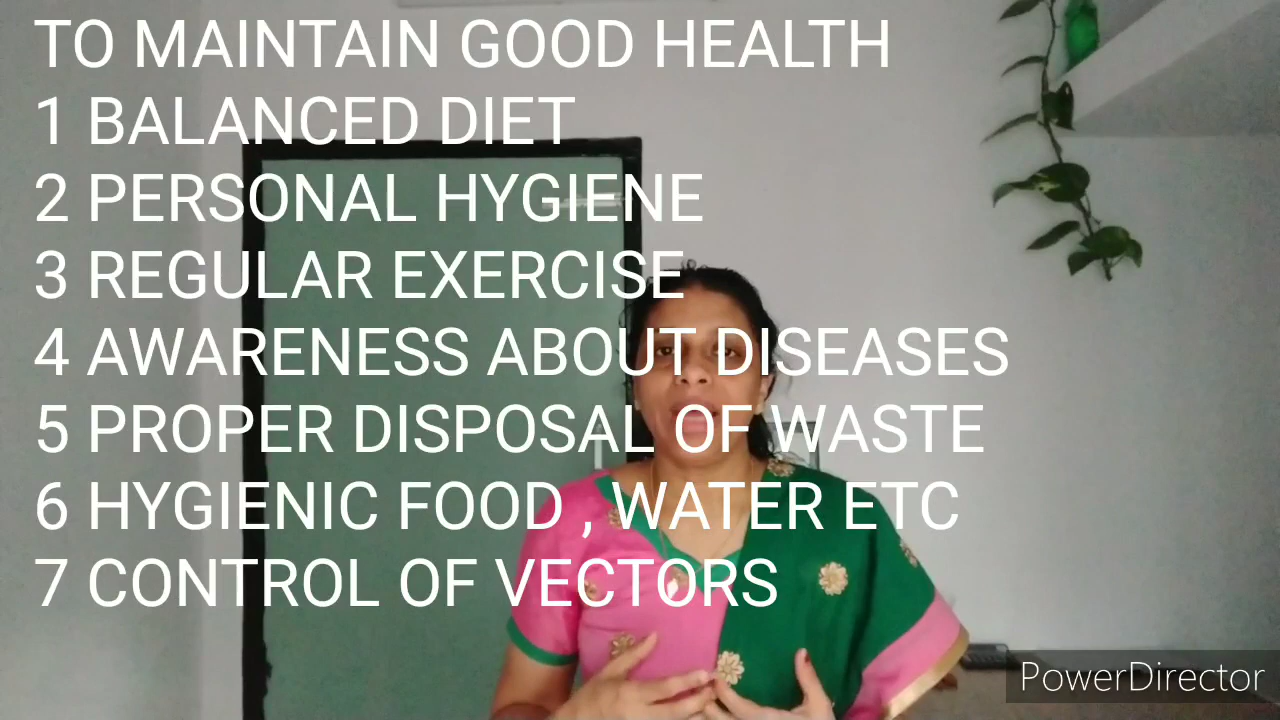 TO MAINTAIN GOOD HEALTH
1 BALANCED DIET
2 PERSONAL HYGIENE
3 REGULAR EXERCISE
4 AWARENESS ABOUT DISEASES
5 PROPER DISPOSAL OF WASTE
6 HYGIENIC FOOD , WATER ETC
7 CONTROL OF VECTORS
PowerDirector